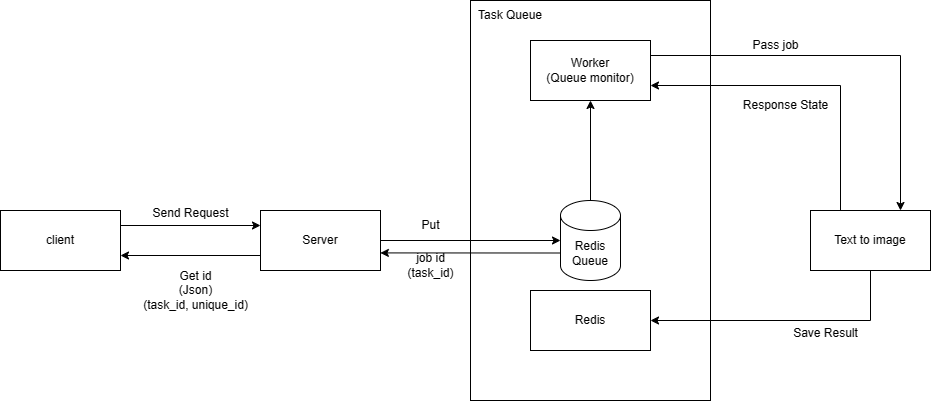 Task Queue
Worker
(Queue monitor)
Pass job
Response State
client
Send Request
Get id
(Json)
(task_id, unique_id)
Server
Put
job id
(task_id)
Redis
Queue
Text to image
Redis
Save Result